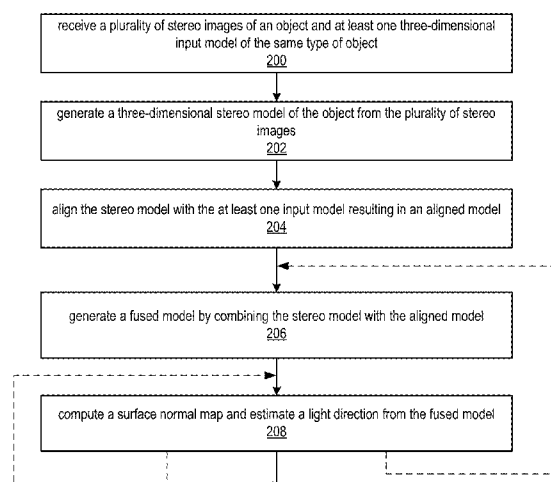 receive a plurality of stereo images of an object and at least one three-dimensional
input model of the same type of object
200
generate a three-dimensional stereo model of the object from the plurality of stereo
images
202
align the stereo model with the at least one input model resulting in an aligned model
204
generate a fused model by combining the stereo model with the aligned model
206
compute a surface normal map and estimate a light direction from the fused model
208